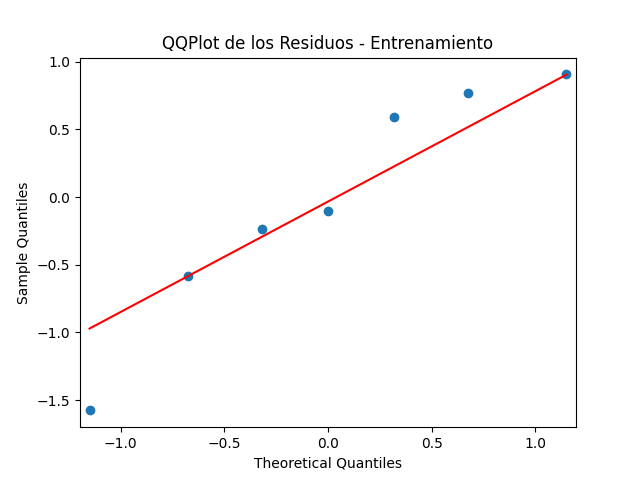 QQPlot de los Residuos - Entrenamiento
1.0
0.5
0.0
−0.5
−1.0
−1.5
Sample Quantiles
−1.0 −0.5 0.0 0.5 1.0
Theoretical Quantiles